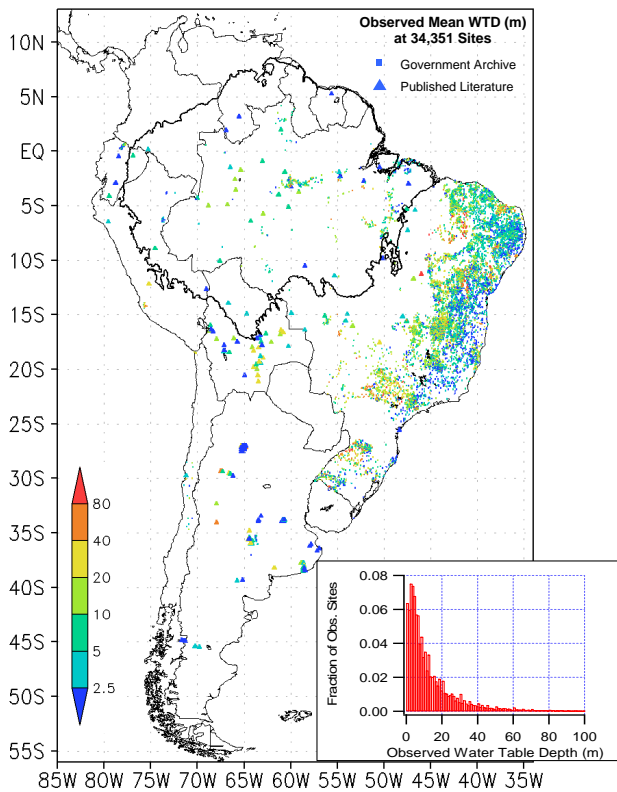 Observed Mean WTD (m)
at 34,351 Sites
Government Archive
Published Literature
10N
5N
EQ
5S
10S
15S
20S
25S
30S
35S
40S
45S
50S
55S
80
40
20
10
5
2.5
Fraction of Obs. Sites
0.08
0.06
0.04
0.02
0.00
0 20 40 60 80 100
Observed Water Table Depth (m)
85W 80W 75W 70W 65W 60W 55W 50W 45W 40W 35W